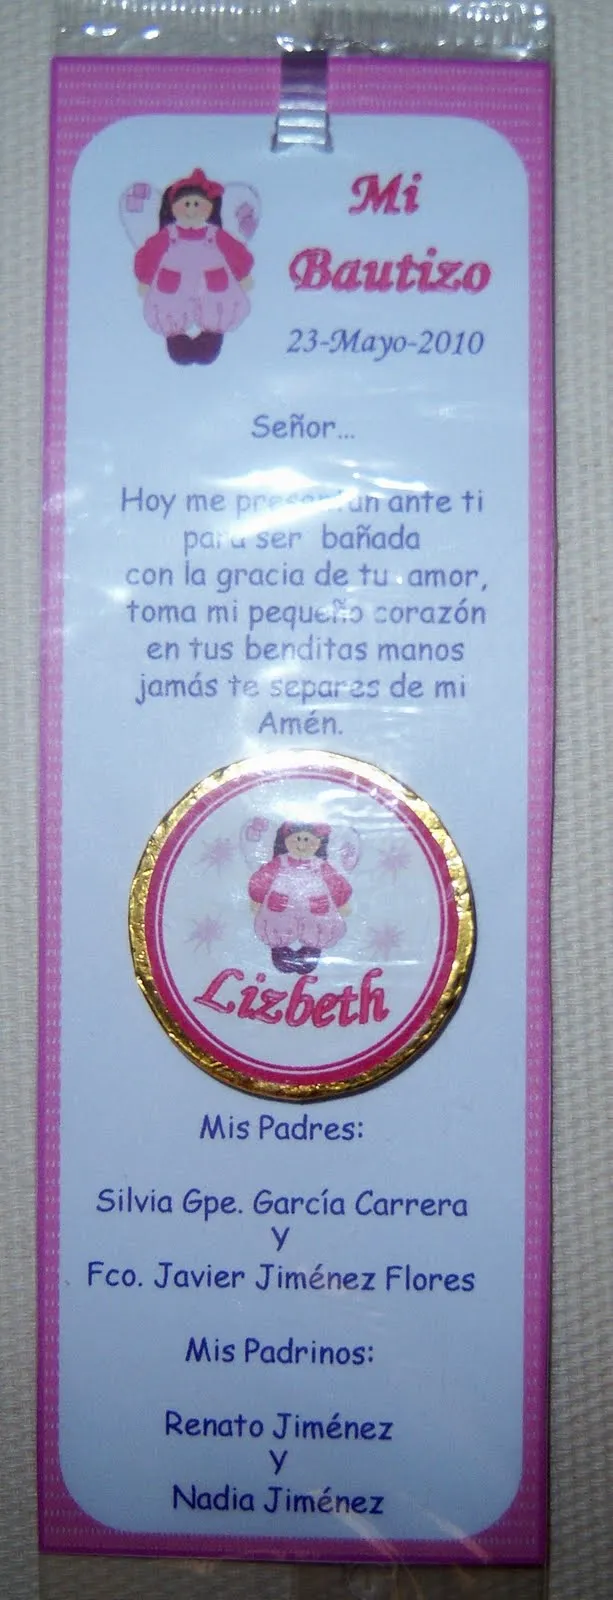 Mi
Bautizo
23-Mayo-2010
Señor...
Hoy me presentan ante ti
para ser bañada
con la gracia de tu amor,
toma mi pequeño corazón
en tus benditas manos
jamás te separes de mi
Amén.
Lizbeth
Mis Padres:
Silvia Gpe. García Carrera
Y
Fco. Javier Jiménez Flores
Mis Padrinos:
Renato Jiménez
Y
Nadia Jiménez